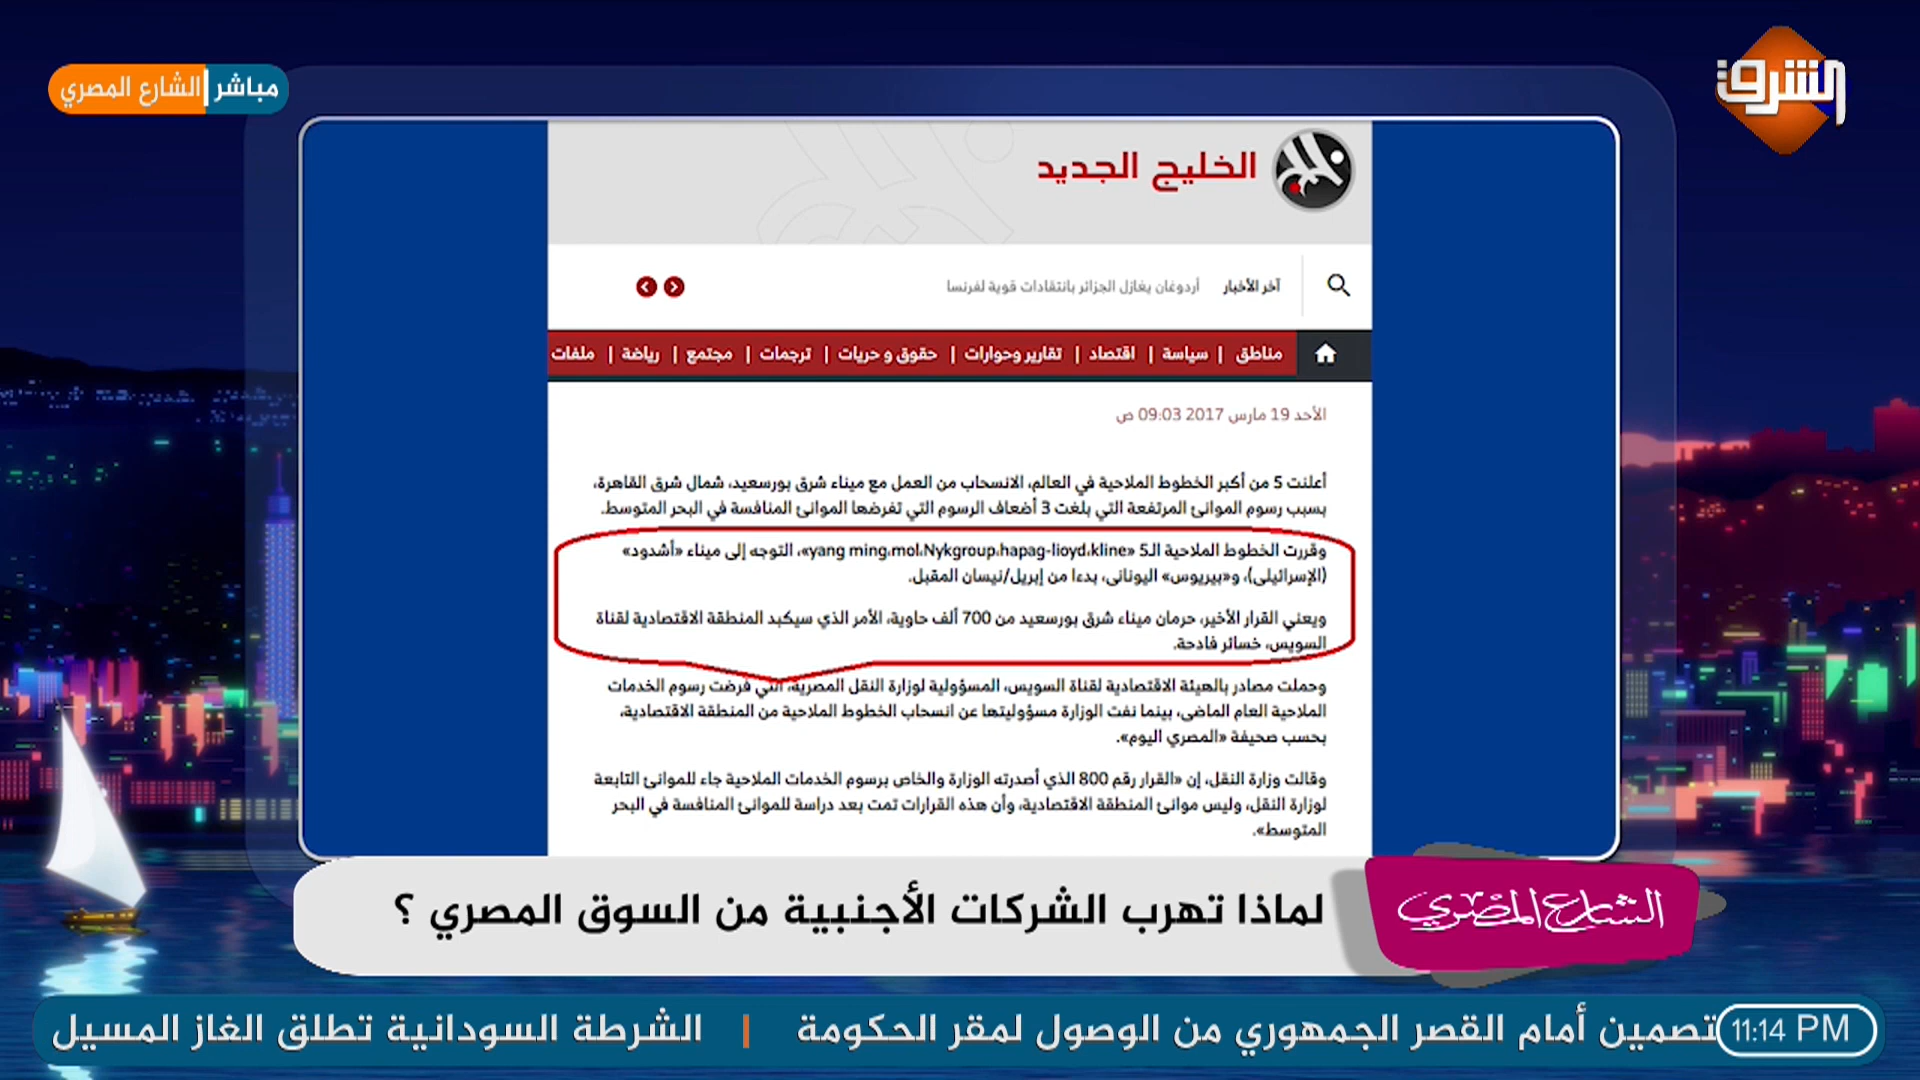 الشرق
مباشر
الشارع المصري
الخليج الجديد
آخر الأخبار
أردوغان يغازل الجزائر بانتقادات قوية لفرنسا
مناطق | سياسة | اقتصاد | تقارير وحوارات | حقوق و حريات | ترجمات | مجتمع | رياضة | ملفات
الأحد 19 مارس 2017 09:03 ص
أعلنت 5 من أكبر الخطوط الملاحية في العالم، الانسحاب من العمل مع ميناء شرق بورسعيد، شمال شرق القاهرة،
بسبب رسوم الموانئ المرتفعة التي بلغت 3 أضعاف الرسوم التي تفرضها الموانئ المنافسة في البحر المتوسط.
وقررت الخطوط الملاحية الـ5 «yang ming،mol،Nykgroup،hapag-lioyd،kline»، التوجه إلى ميناء «أشدود»
(الإسرائيلى)، و«بيريوس» اليونانى، بدءا من إبريل/نيسان المقبل.
ويعني القرار الأخير، حرمان ميناء شرق بورسعيد من 700 ألف حاوية، الأمر الذي سيكبد المنطقة الاقتصادية لقناة
السويس، خسائر فادحة.
وحملت مصادر بالهيئة الاقتصادية لقناة السويس، المسؤولية لوزارة النقل المصرية، التي فرضت رسوم الخدمات
الملاحية العام الماضى، بينما نفت الوزارة مسؤوليتها عن انسحاب الخطوط الملاحية من المنطقة الاقتصادية،
بحسب صحيفة «المصري اليوم».
وقالت وزارة النقل، إن «القرار رقم 800 الذي أصدرته الوزارة والخاص برسوم الخدمات الملاحية جاء للموانئ التابعة
لوزارة النقل، وليس موانئ المنطقة الاقتصادية، وأن هذه القرارات تمت بعد دراسة للموانئ المنافسة في البحر
المتوسط».
الشارع المصري
لماذا تهرب الشركات الأجنبية من السوق المصري ؟
11:14 PM
تصمين أمام القصر الجمهوري من الوصول لمقر الحكومة | الشرطة السودانية تطلق الغاز المسيل